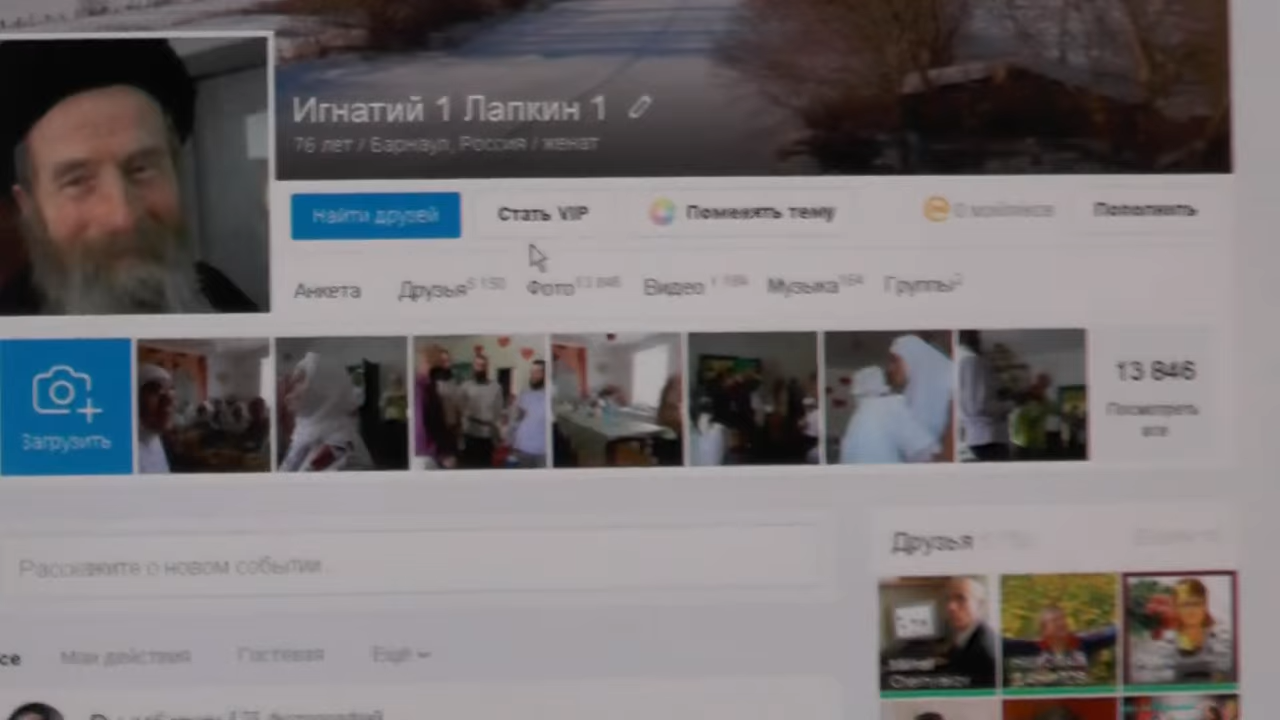 Игнатий 1 Лапкин 1
76 лет / Барнаул, Россия / женат
Найти друзей Стать VIP Поменять тему Пополнить
Анкета Друзья Фото Видео Музыка Группы
Загрузить
13 846
Посмотреть
все
Расскажите о новом событии...
Друзья
Мои действия Гостевая Ещё